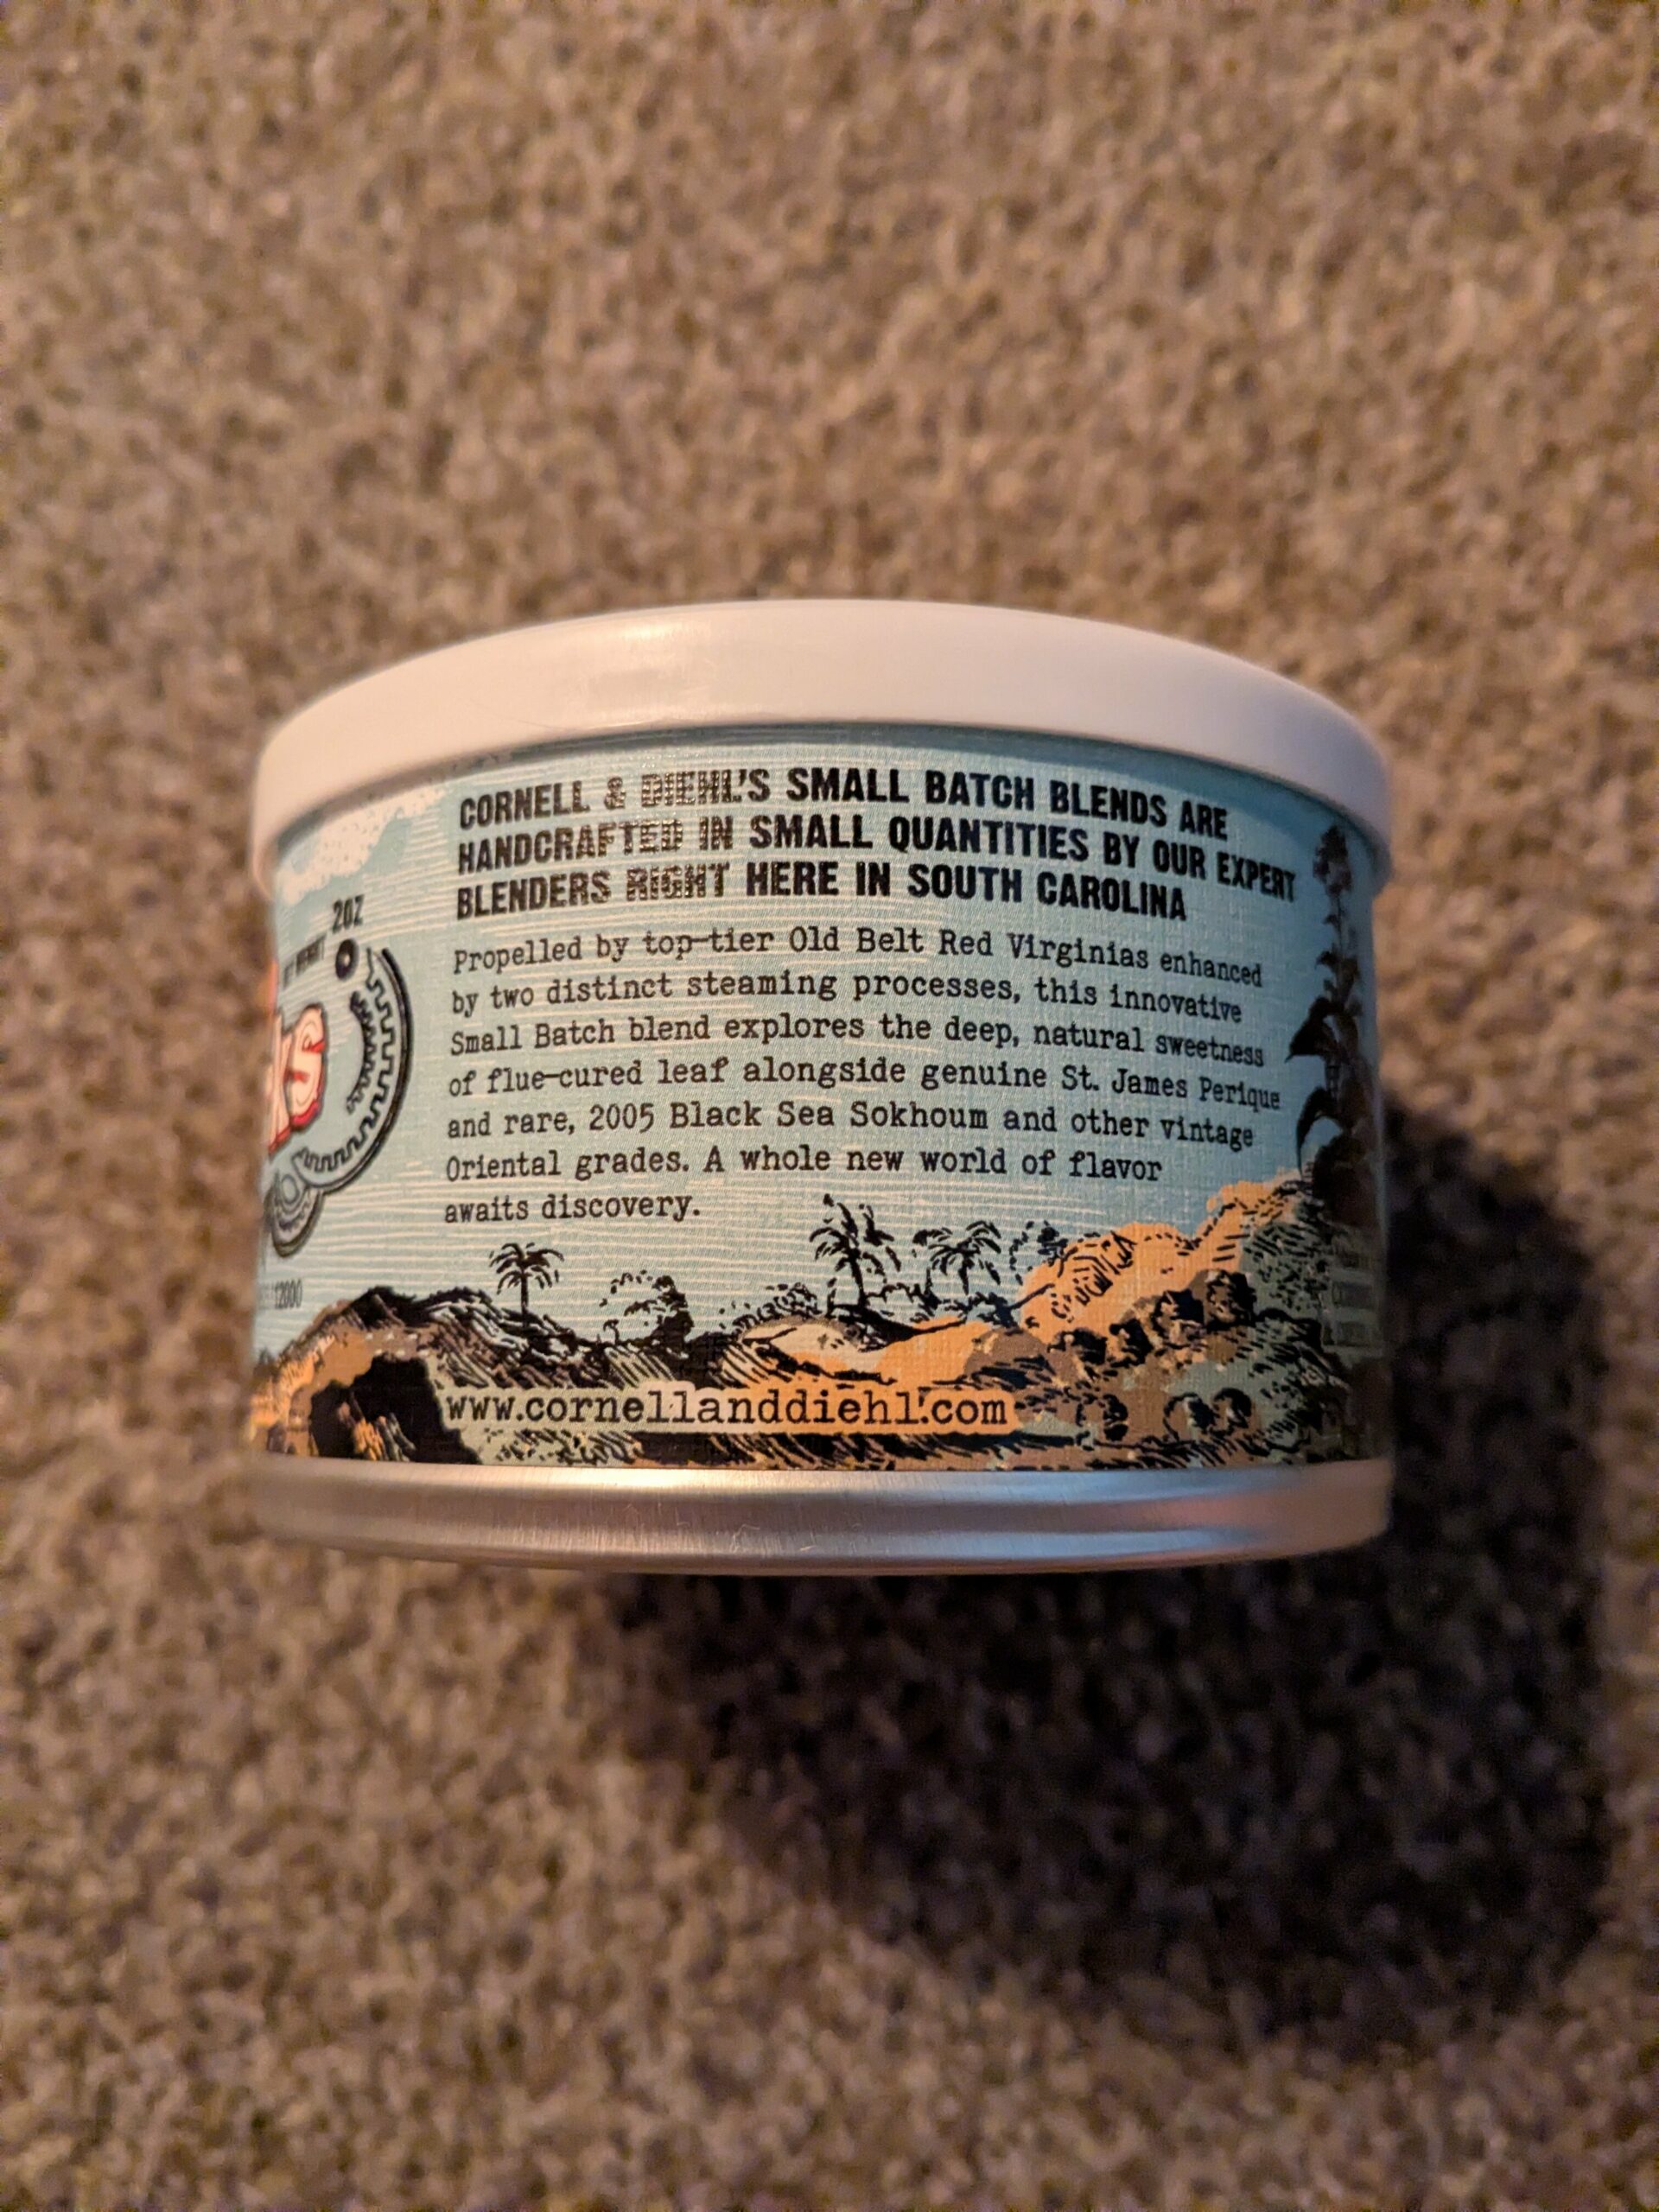 CORNELL & DIEHL'S SMALL BATCH BLENDS ARE
HANDCRAFTED IN SMALL QUANTITIES BY OUR EXPERT
BLENDERS RIGHT HERE IN SOUTH CAROLINA
Propelled by top-tier Old Belt Red Virginias enhanced
by two distinct steaming processes, this innovative
Small Batch blend explores the deep, natural sweetness
of flue-cured leaf alongside genuine St. James Perique
and rare, 2005 Black Sea Sokhoum and other vintage
Oriental grades. A whole new world of flavor
awaits discovery.
www.cornellanddiehl.com
2OZ